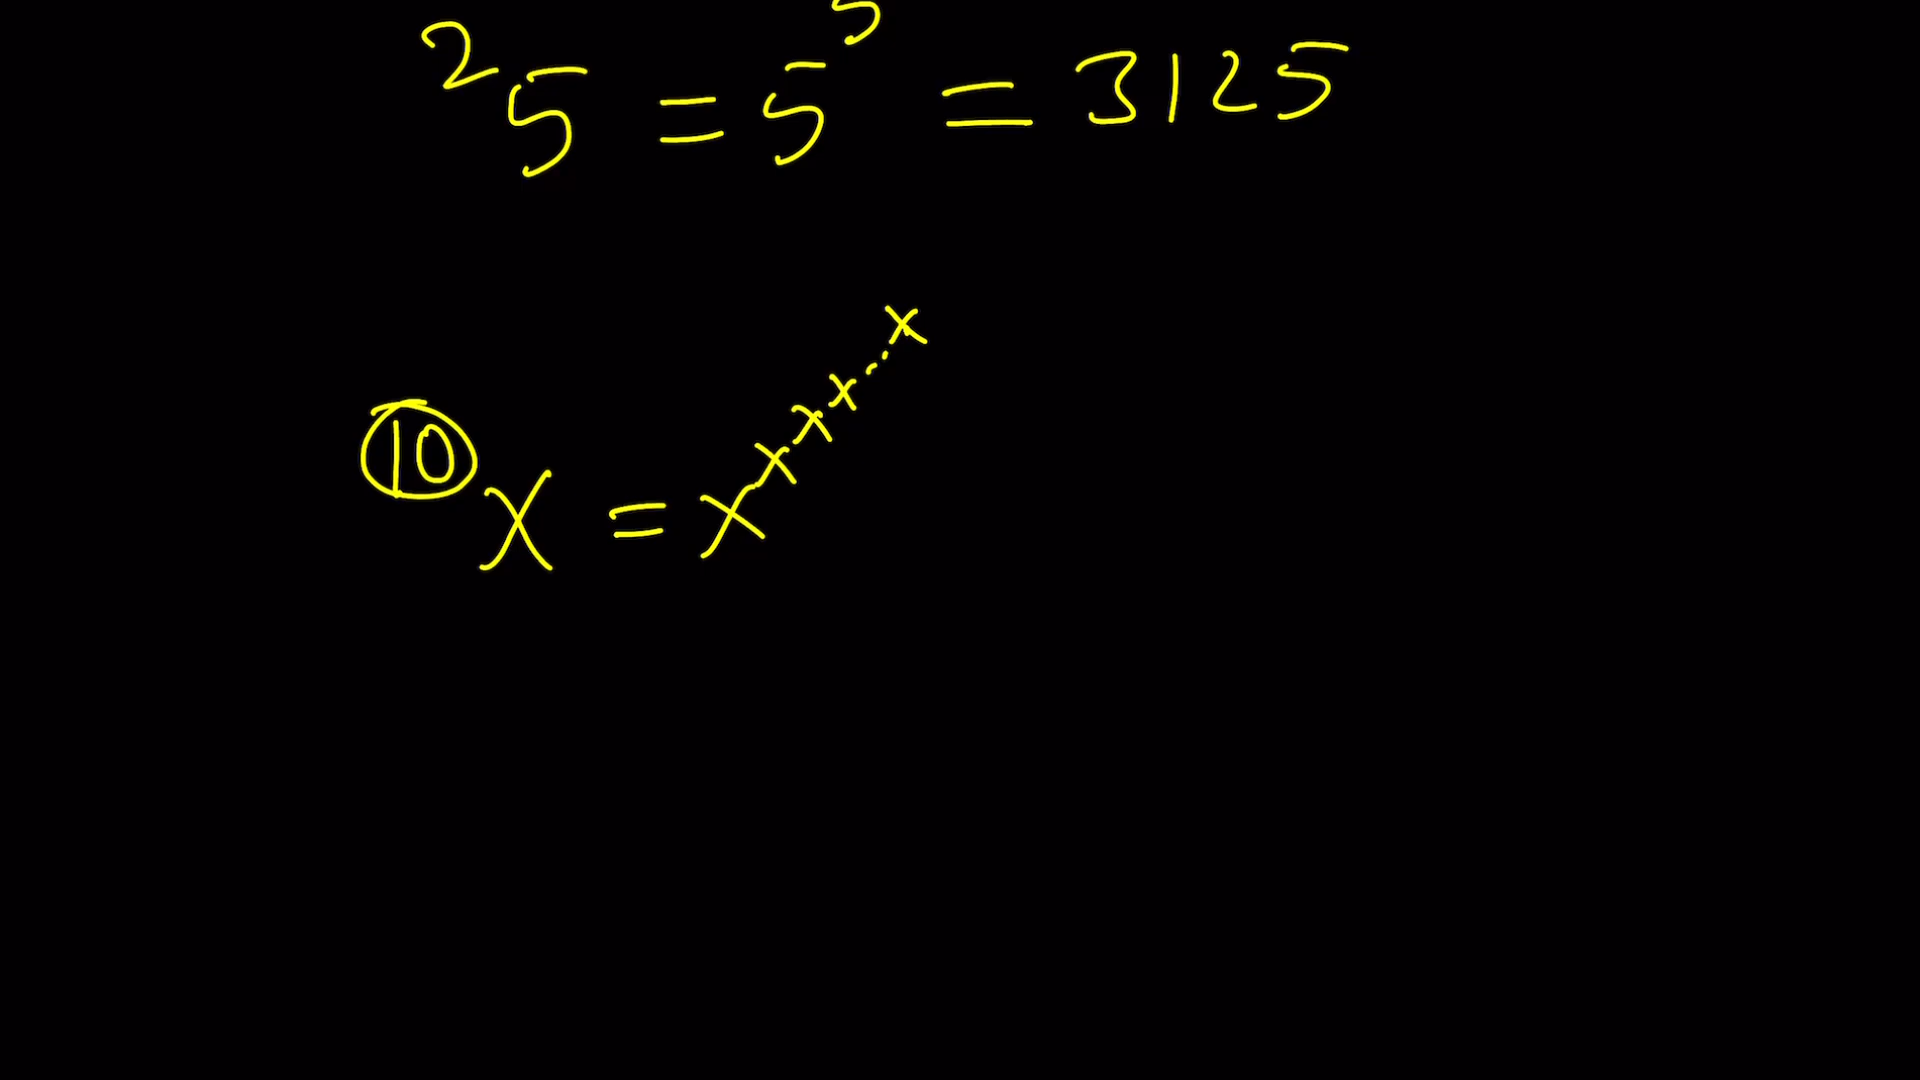 ²5 = 5⁵ = 3125
¹⁰x = x^x^x^x^...^x